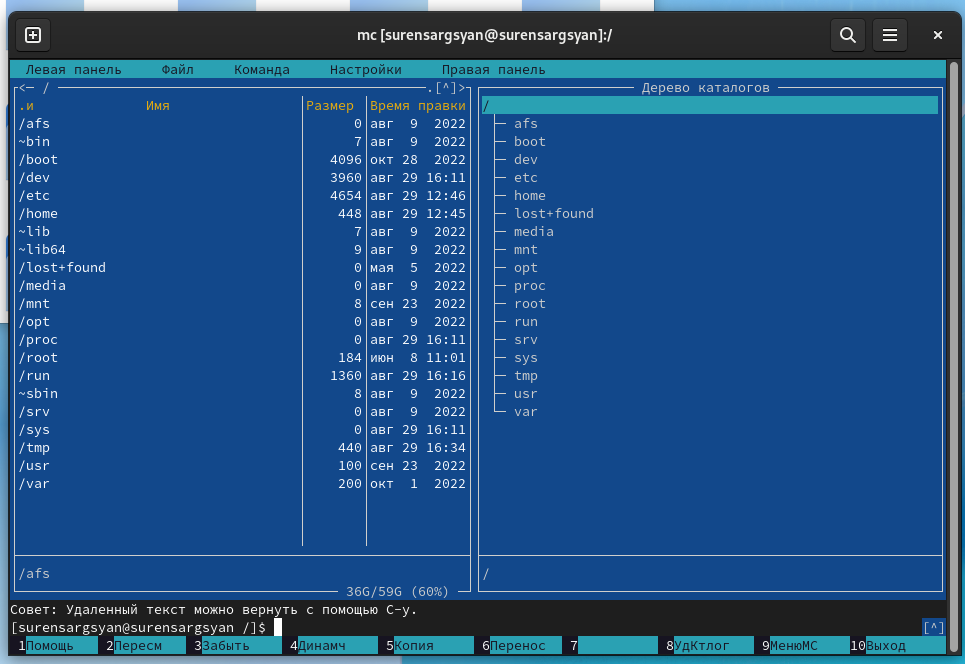 mc [surensargsyan@surensargsyan]:/
Левая панель Файл Команда Настройки Правая панель
<─ / .[^]> Дерево каталогов
.и Имя Размер Время правки /
/afs 0 авг 9 2022 afs
~bin 7 авг 9 2022 boot
/boot 4096 окт 28 2022 dev
/dev 3960 авг 29 16:11 etc
/etc 4654 авг 29 12:46 home
/home 448 авг 29 12:45 lost+found
~lib 7 авг 9 2022 media
~lib64 9 авг 9 2022 mnt
/lost+found 0 мая 5 2022 opt
/media 0 авг 9 2022 proc
/mnt 8 сен 23 2022 root
/opt 0 авг 9 2022 run
/proc 0 авг 29 16:11 srv
/root 184 июн 8 11:01 sys
/run 1360 авг 29 16:16 tmp
~sbin 8 авг 9 2022 usr
/srv 0 авг 9 2022 var
/sys 0 авг 29 16:11
/tmp 440 авг 29 16:34
/usr 100 сен 23 2022
/var 200 окт 1 2022
/afs /
36G/59G (60%)
Совет: Удаленный текст можно вернуть с помощью C-y.
[surensargsyan@surensargsyan /]$ [^]
1Помощь 2Пересм 3Забыть 4Динамч 5Копия 6Перенос 7 8УдКтлог 9МенюMC 10Выход